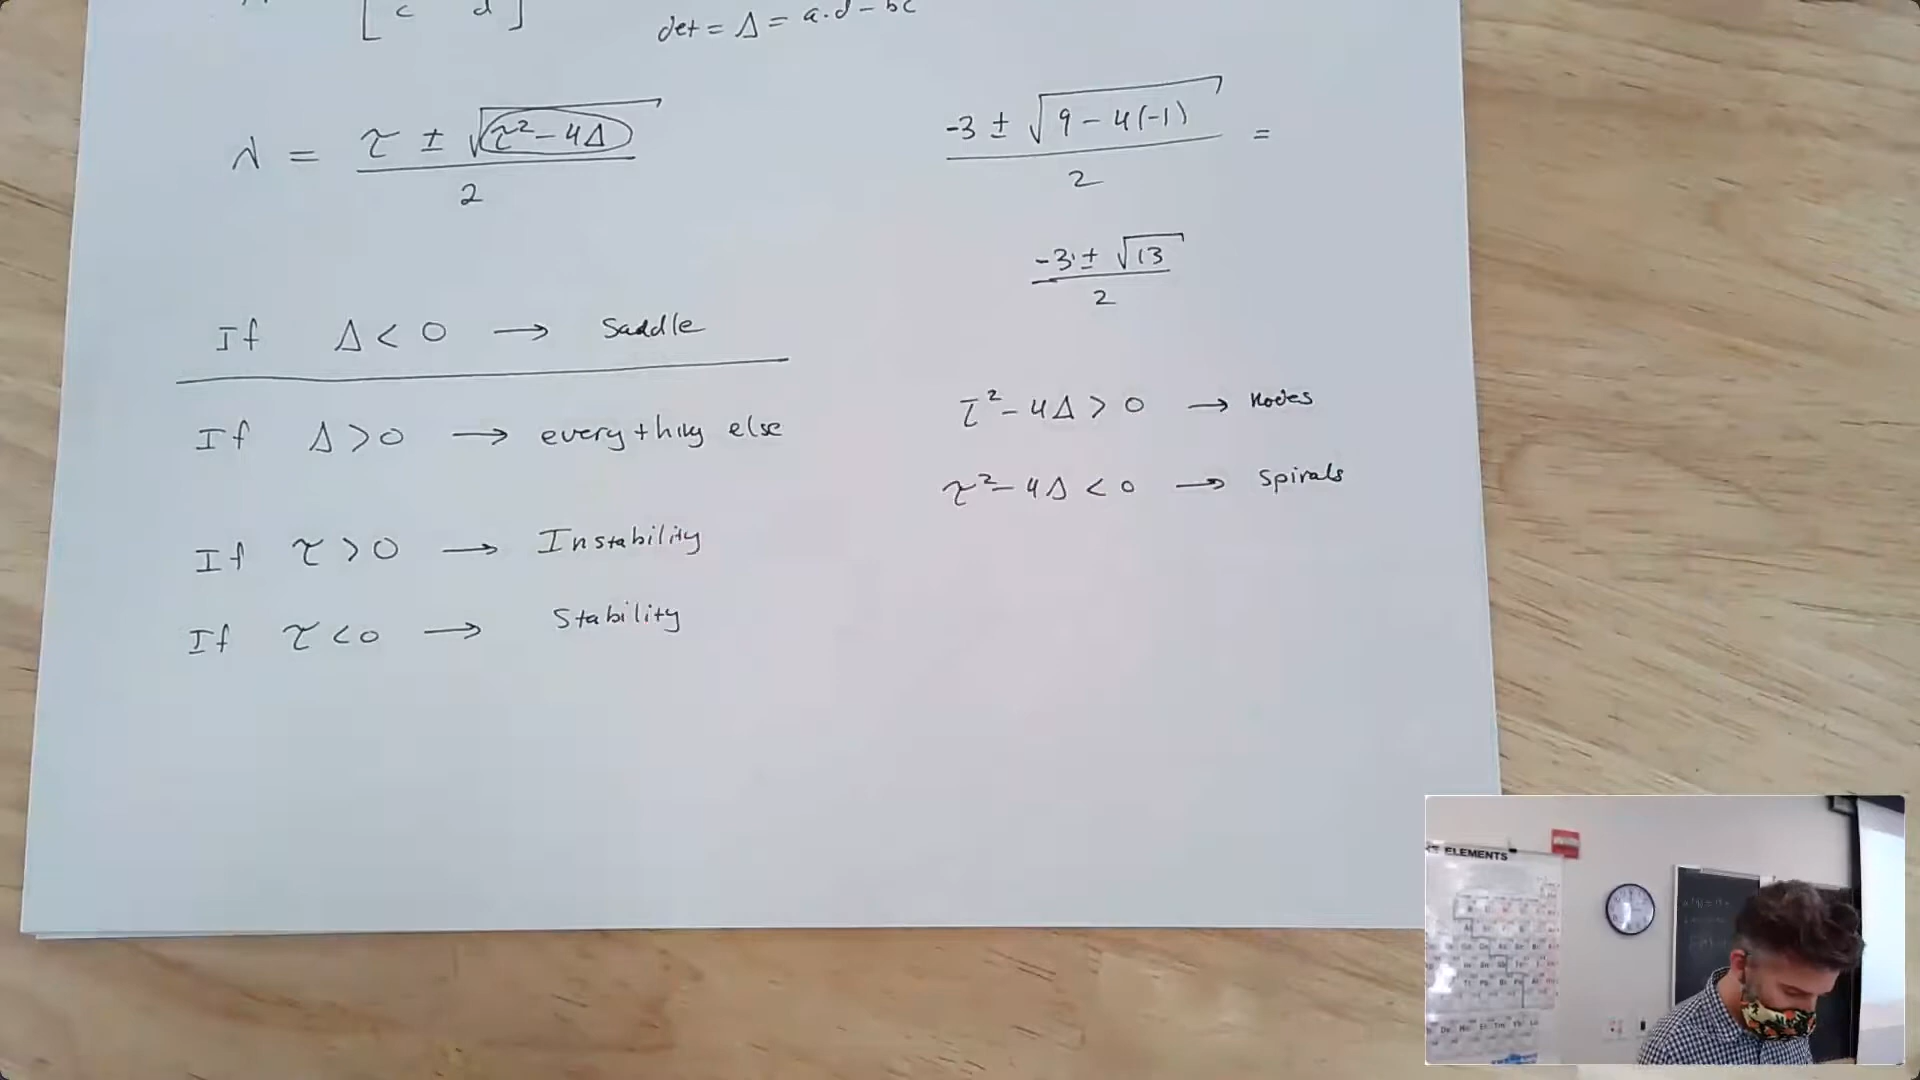 [ c d ]
det = Δ = a·d - bc
λ = τ ± √τ² - 4Δ / 2
-3 ± √9 - 4(-1) / 2 =
-3 ± √13 / 2
If Δ < 0 → Saddle
If Δ > 0 → everything else
If τ > 0 → Instability
If τ < 0 → Stability
τ² - 4Δ > 0 → nodes
τ² - 4Δ < 0 → Spirals
ELEMENTS